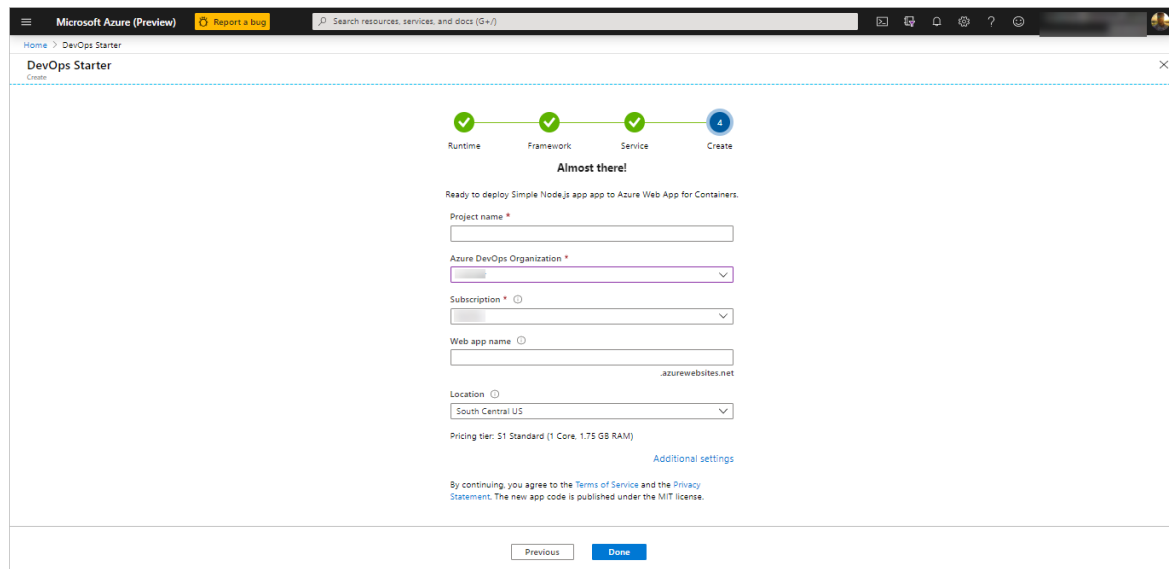 Microsoft Azure (Preview) Report a bug Search resources, services, and docs (G+/)
Home > DevOps Starter
DevOps Starter
Create
4
Runtime Framework Service Create
Almost there!
Ready to deploy Simple Node.js app app to Azure Web App for Containers.
Project name *
Azure DevOps Organization *
Subscription *
Web app name
.azurewebsites.net
Location
South Central US
Pricing tier: S1 Standard (1 Core, 1.75 GB RAM)
Additional settings
By continuing, you agree to the Terms of Service and the Privacy
Statement. The new app code is published under the MIT license.
Previous Done